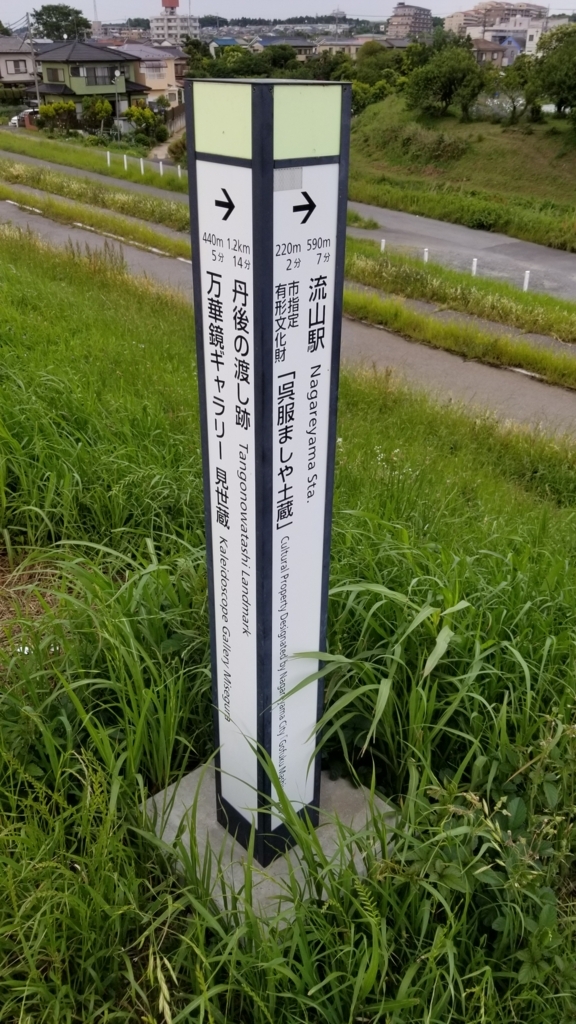 →
440m 1.2km
5分 14分
丹後の渡し跡 Tangonowatashi Landmark
万華鏡ギャラリー 見世蔵 Kaleidoscope Gallery Misegura
→
220m 590m
2分 7分
流山駅 Nagareyama Sta.
市指定
有形文化財
「呉服ましや土蔵」 Cultural Property Designated by Nagareyama City: Gofuku